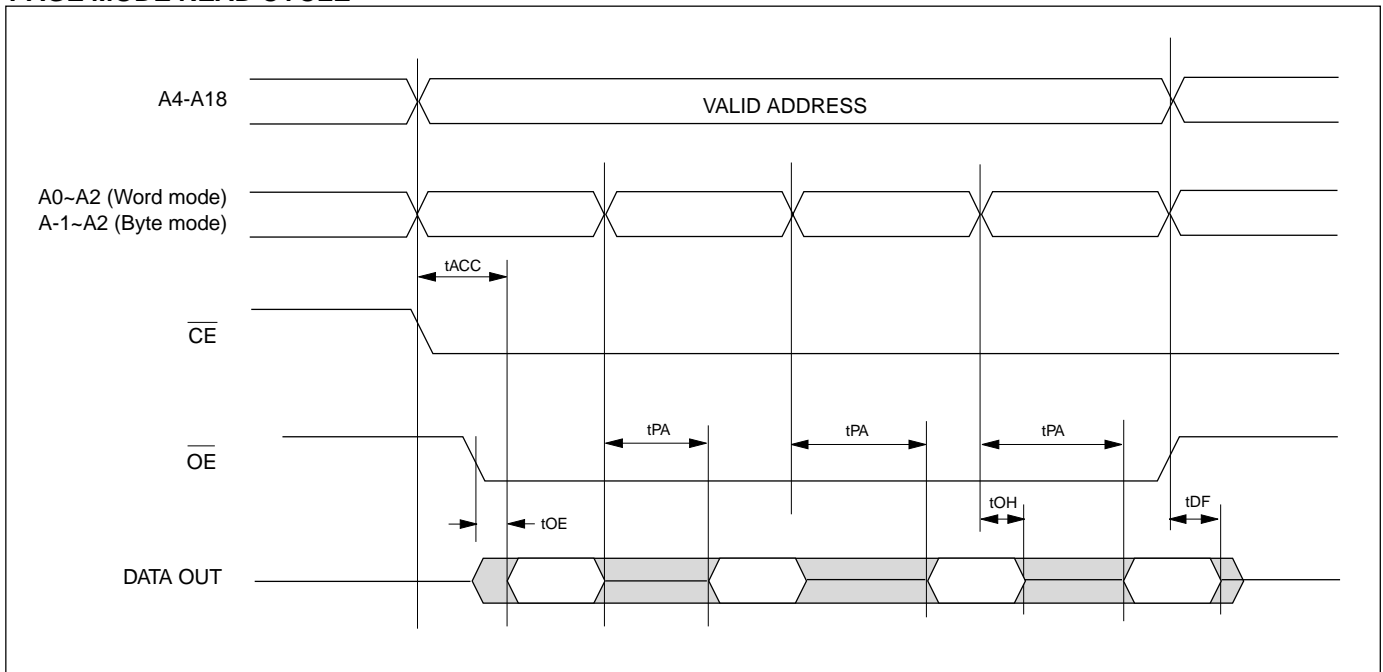 A4-A18
VALID ADDRESS
A0~A2 (Word mode)
A-1~A2 (Byte mode)
tACC
CE
tPA
tPA
tPA
OE
tOH
tDF
tOE
DATA OUT